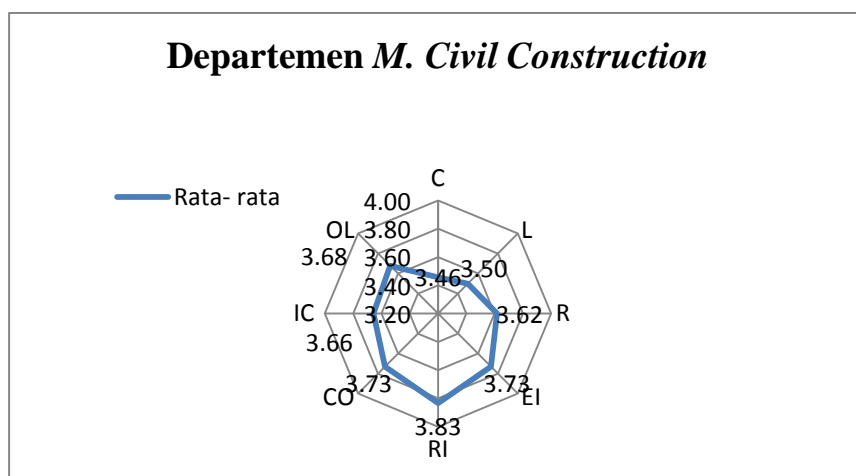 Departemen M. Civil Construction
Rata- rata
C
4.00
3.80
OL
L
3.68
3.60
3.50
3.46
3.40
IC
3.20
3.62
R
3.66
3.73
3.73
CO
EI
3.83
RI